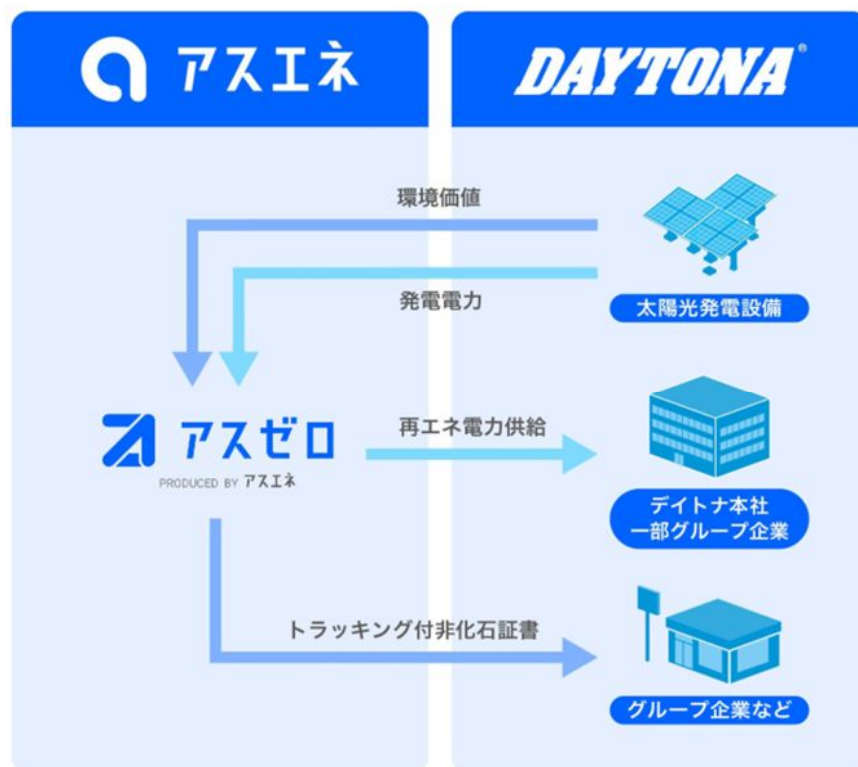 アスエネ
DAYTONA®
環境価値
発電電力
太陽光発電設備
アスゼロ
PRODUCED BY アスエネ
再エネ電力供給
デイトナ本社
一部グループ企業
トラッキング付非化石証書
グループ企業など